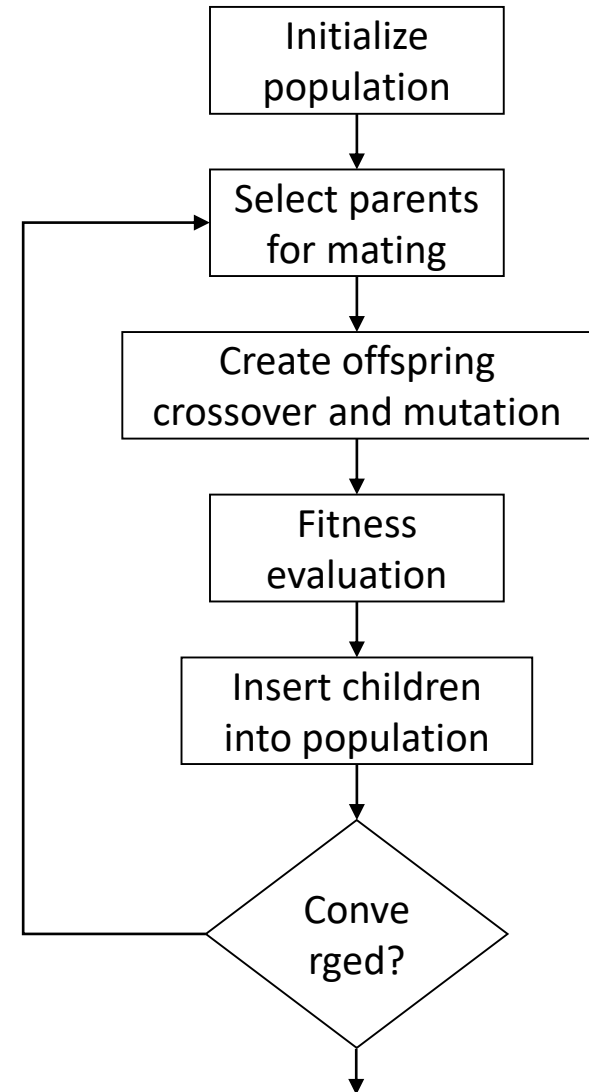 Initialize
population
Select parents
for mating
Create offspring
crossover and mutation
Fitness
evaluation
Insert children
into population
Conve
rged?